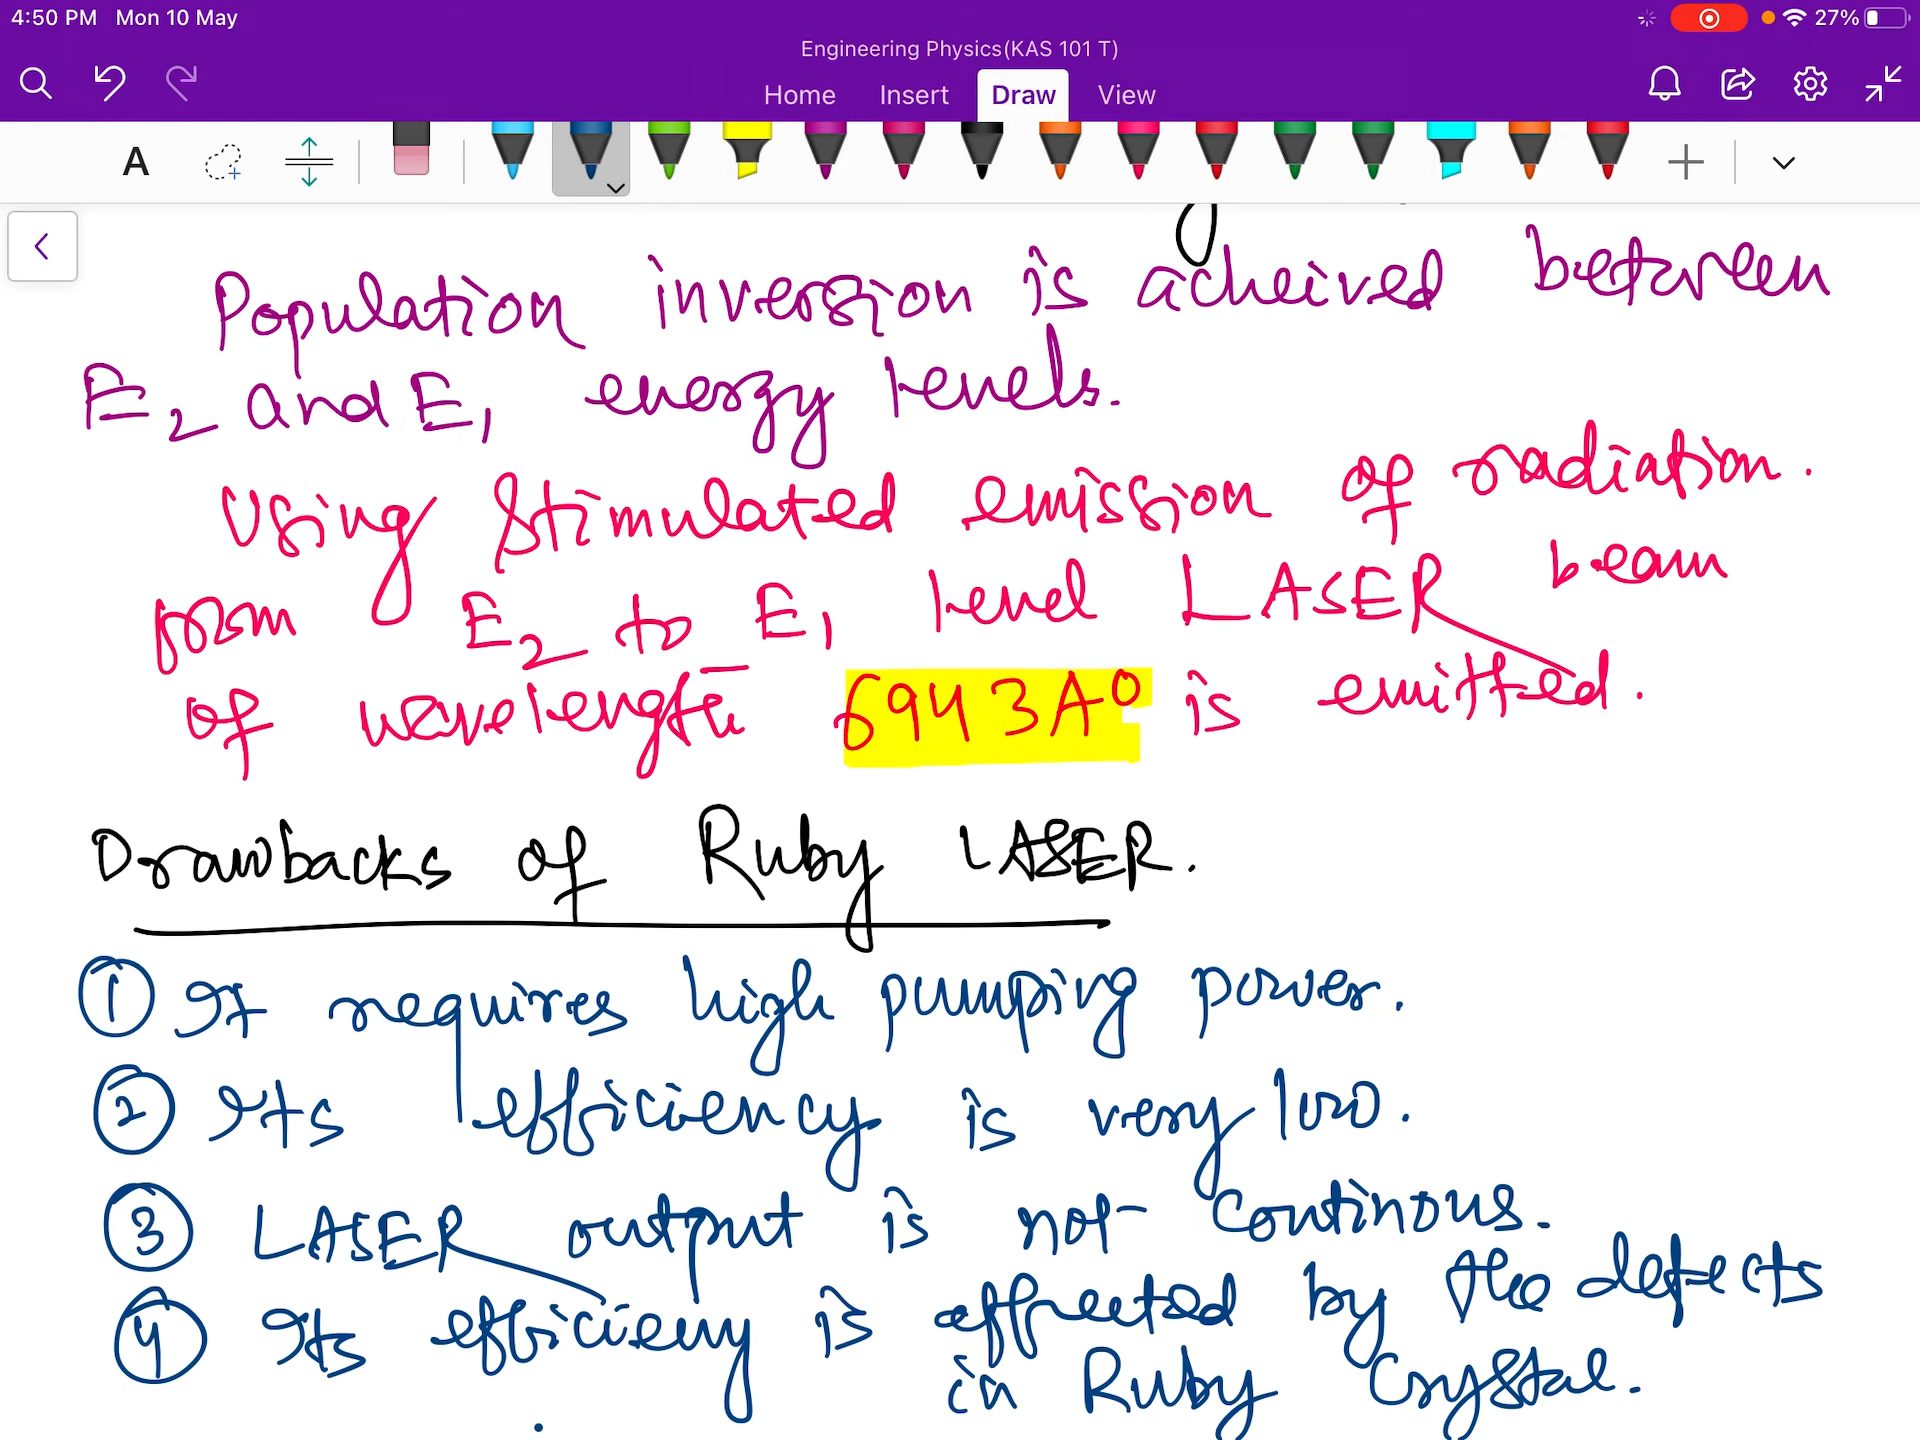 4:50 PM Mon 10 May 27%
Engineering Physics(KAS 101 T)
Home Insert Draw View
A
Population inversion is acheived between
E2 and E1 energy levels.
Using Stimulated emission of radiation.
from E2 to E1 level LASER beam
of wavelength 6943A° is emitted.
Drawbacks of Ruby LASER.
① It requires high pumping power.
② Its efficiency is very low.
③ LASER output is not continous.
④ Its efficieny is affected by the defects
in Ruby Crystal.